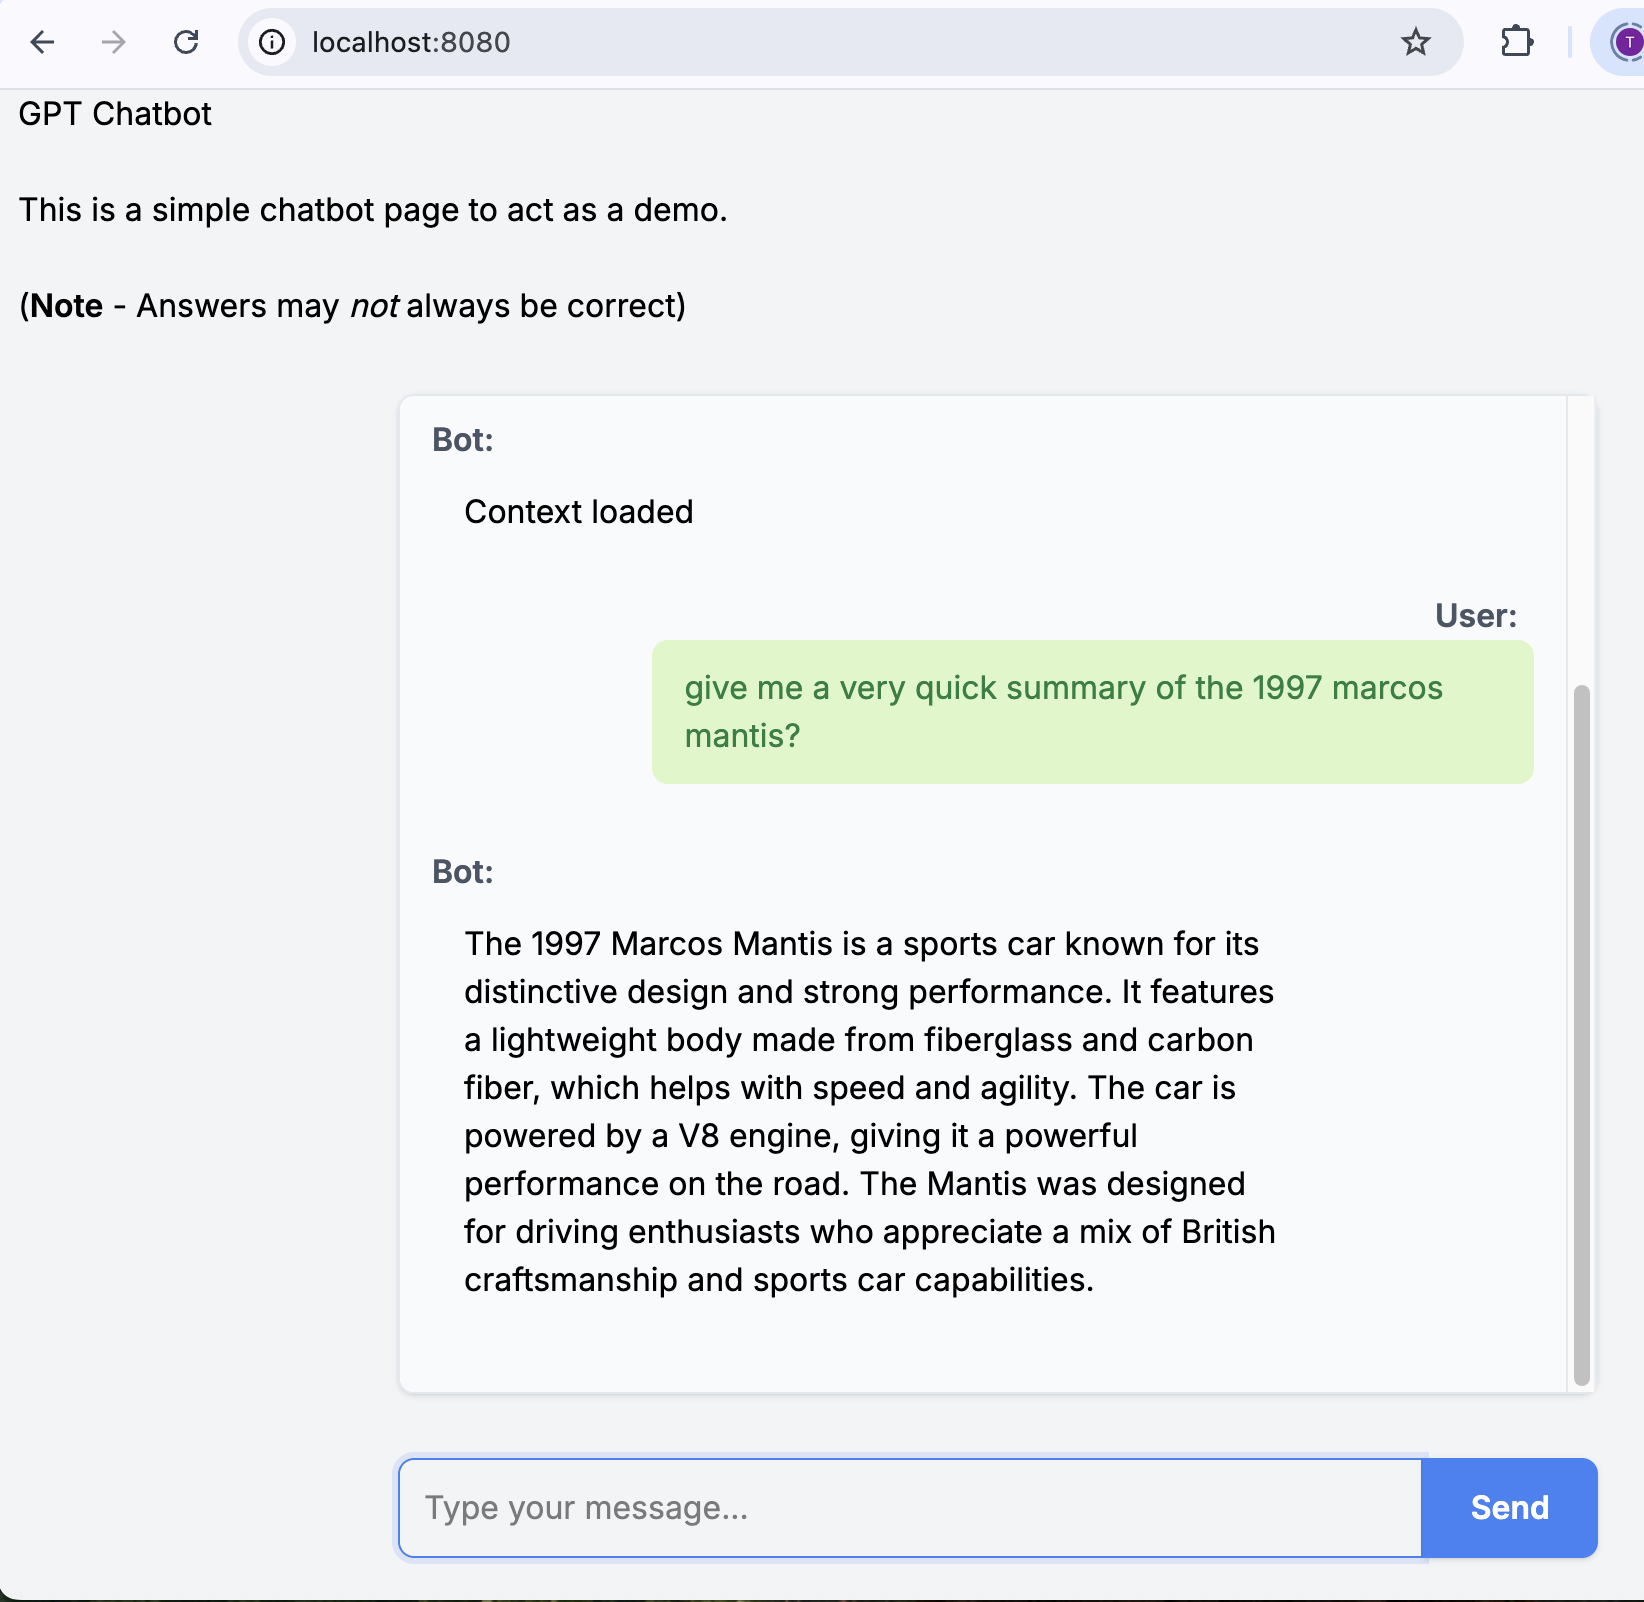 localhost:8080
T
GPT Chatbot
This is a simple chatbot page to act as a demo.
(Note - Answers may not always be correct)
Bot:
Context loaded
User:
give me a very quick summary of the 1997 marcos
mantis?
Bot:
The 1997 Marcos Mantis is a sports car known for its
distinctive design and strong performance. It features
a lightweight body made from fiberglass and carbon
fiber, which helps with speed and agility. The car is
powered by a V8 engine, giving it a powerful
performance on the road. The Mantis was designed
for driving enthusiasts who appreciate a mix of British
craftsmanship and sports car capabilities.
Type your message...
Send